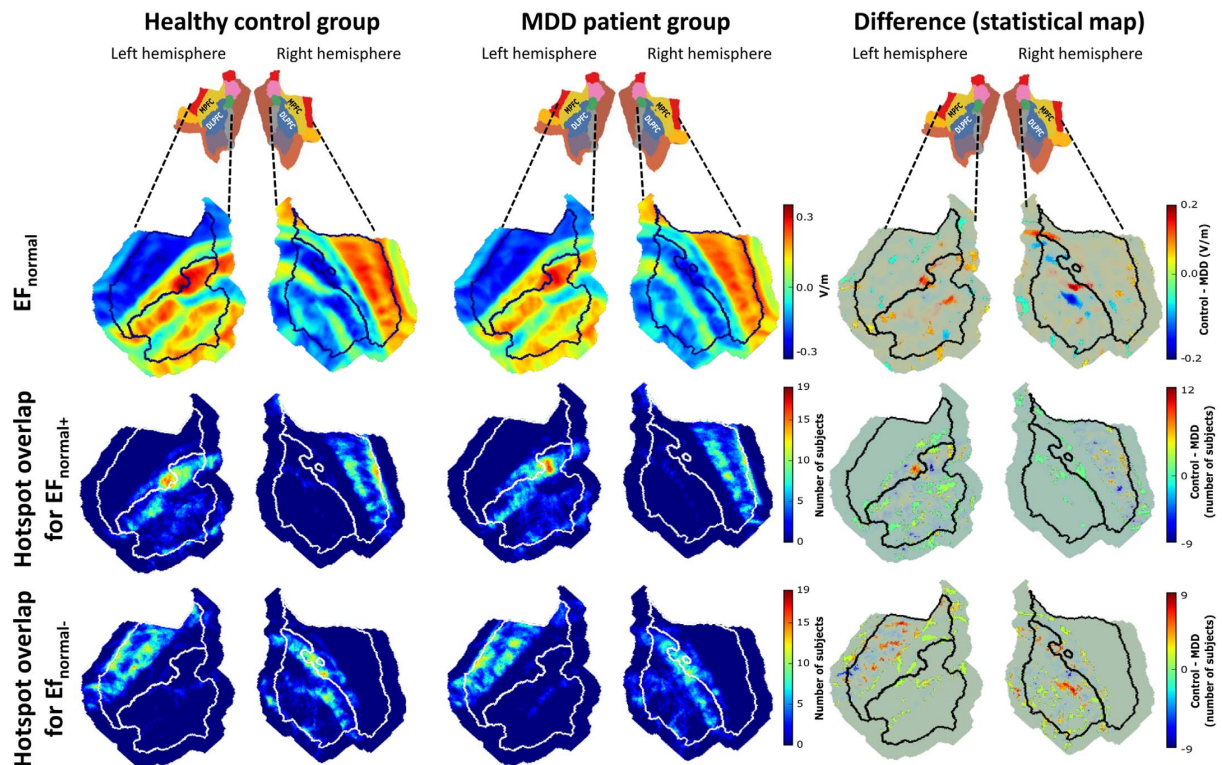 Healthy control group
MDD patient group
Difference (statistical map)
Left hemisphere
Right hemisphere
Left hemisphere
Right hemisphere
Left hemisphere
Right hemisphere
MPFC
DLPFC
MPFC
DLPFC
MPFC
DLPFC
MPFC
DLPFC
MPFC
DLPFC
MPFC
DLPFC
EFnormal
0.3
0.0
-0.3
V/m
0.2
0.00
-0.2
Control - MDD (V/m)
Hotspot overlap
for EFnormal+
19
15
10
5
0
Number of subjects
12
0
-9
Control - MDD
(number of subjects)
Hotspot overlap
for Efnormal-
19
15
10
5
0
Number of subjects
9
0
-9
Control - MDD
(number of subjects)